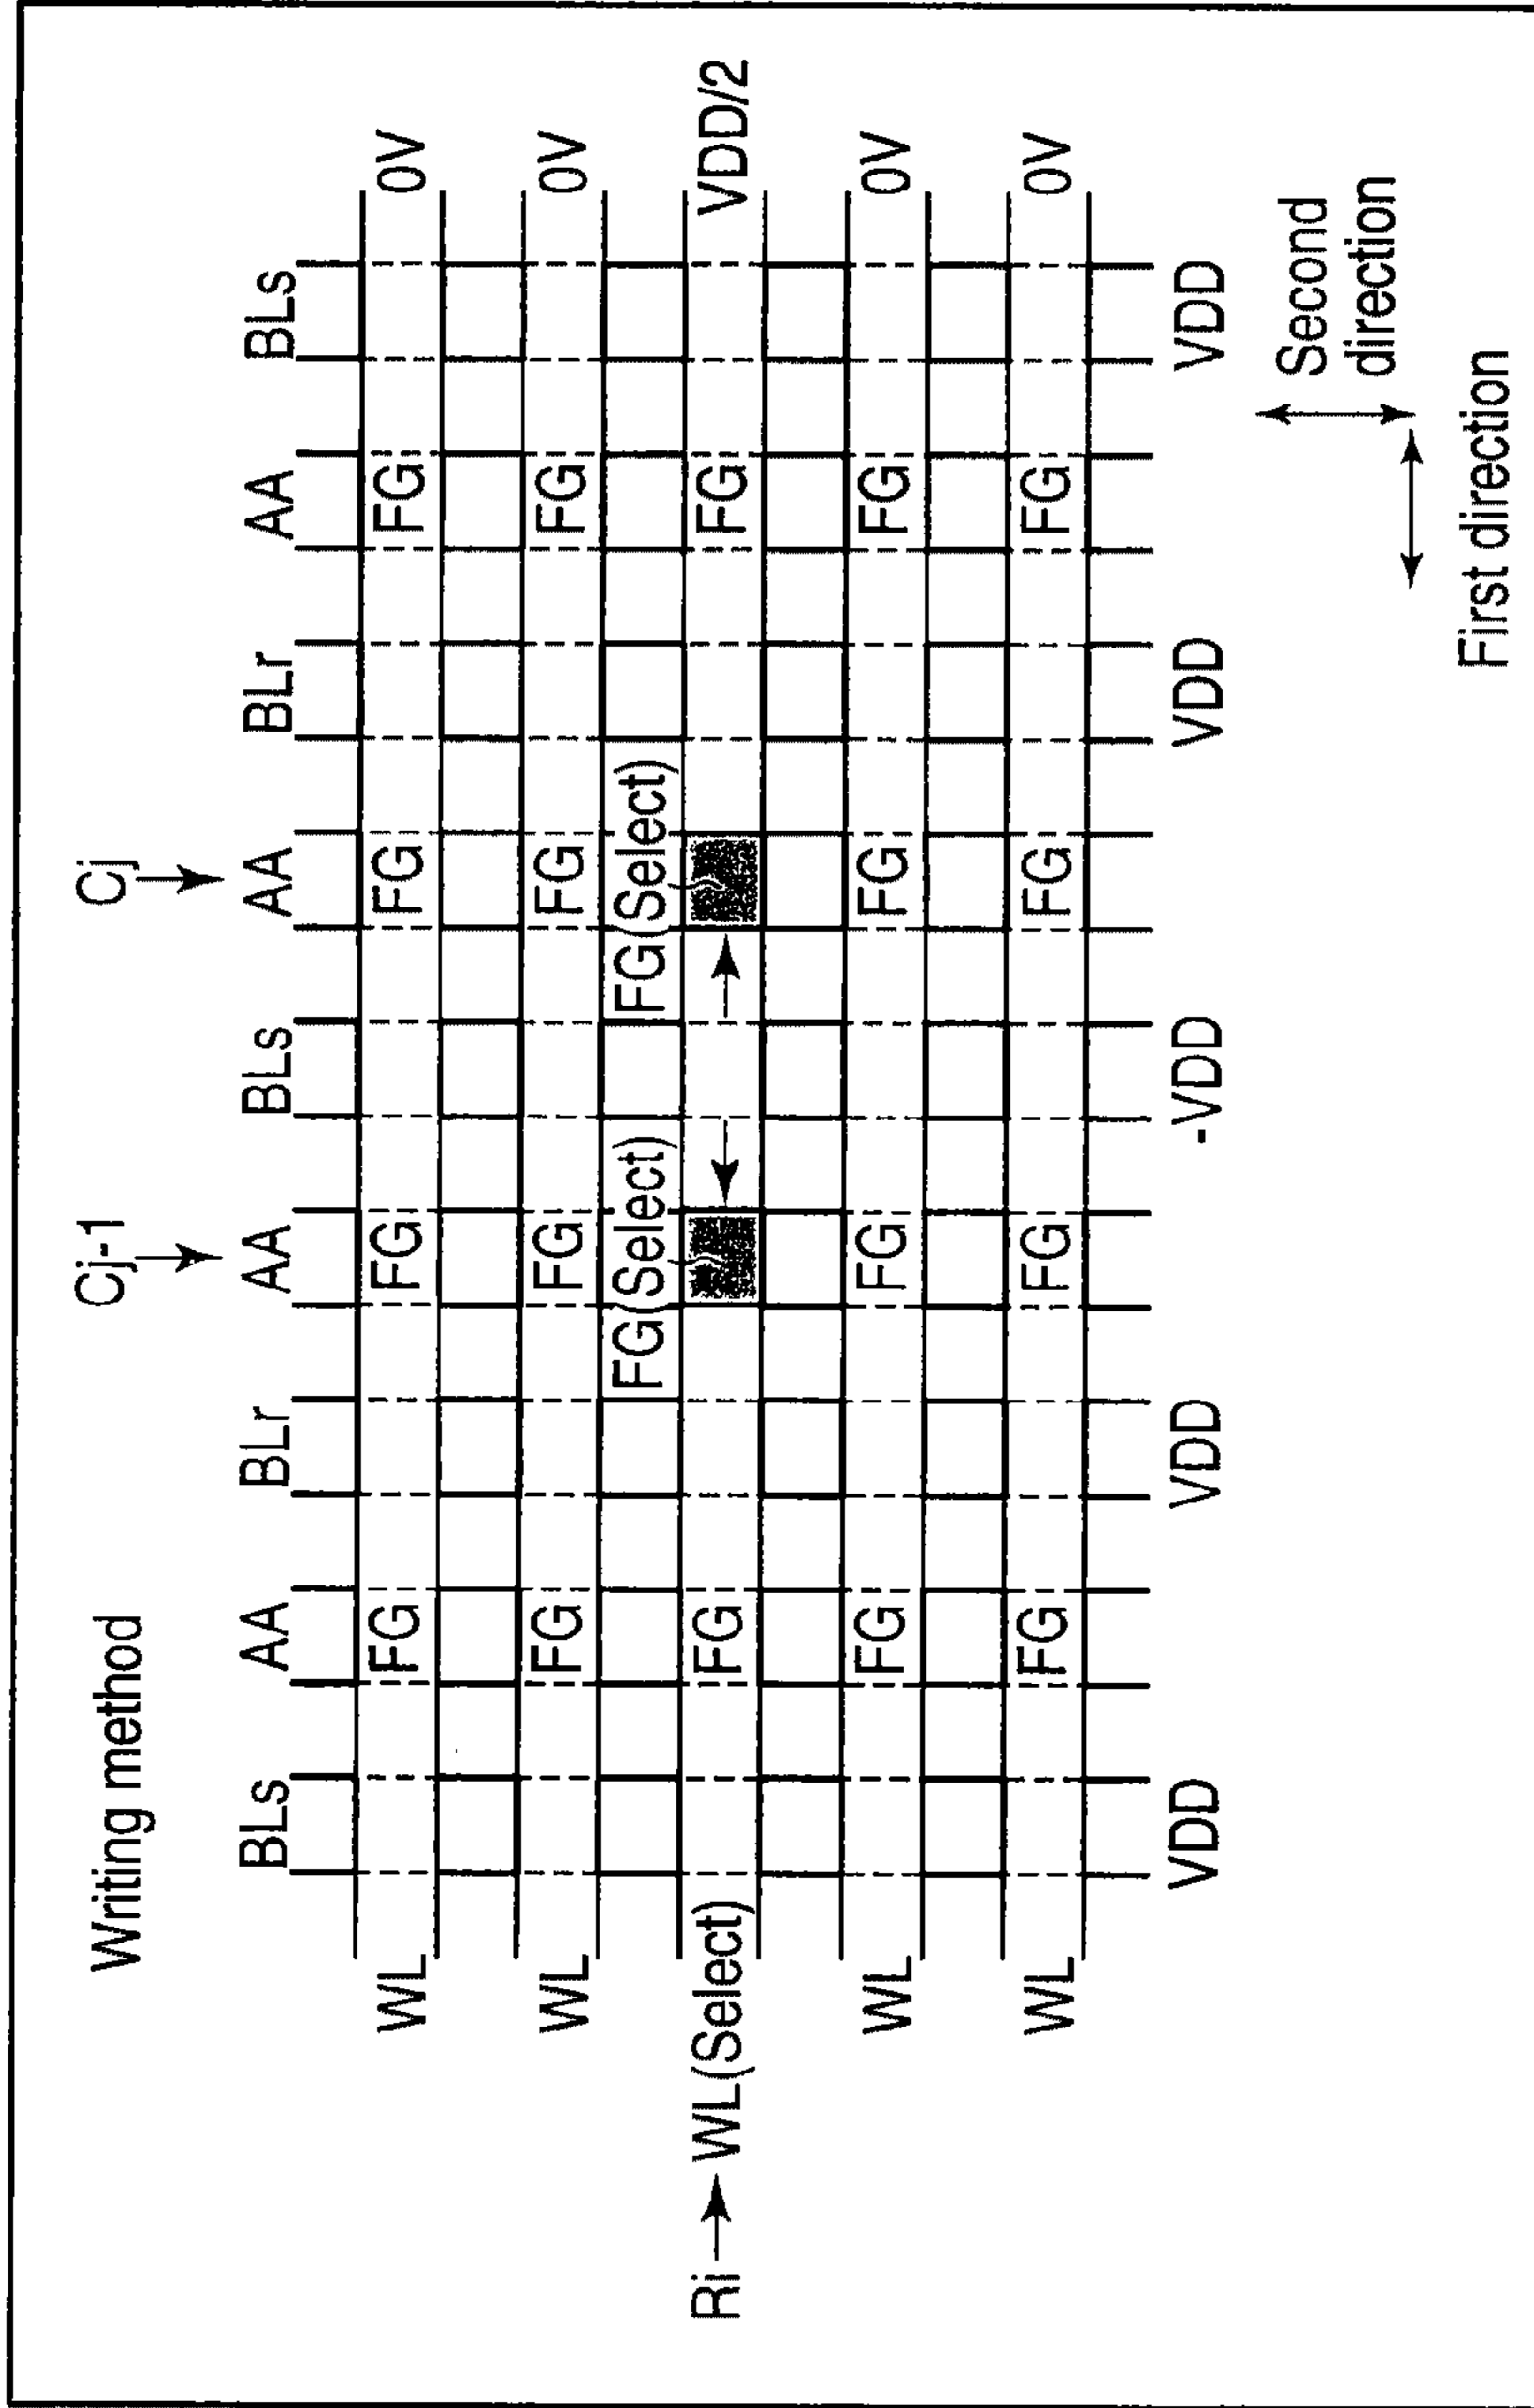 Writing method
Cj-1
Cj
BLs AA BLr AA BLs AA BLr AA BLs
WL FG FG FG FG 0V
WL FG FG FG FG 0V
FG(Select) FG(Select)
Ri WL(Select) FG FG VDD/2
WL FG FG FG FG 0V
WL FG FG FG FG 0V
VDD VDD -VDD VDD VDD
Second
direction
First direction